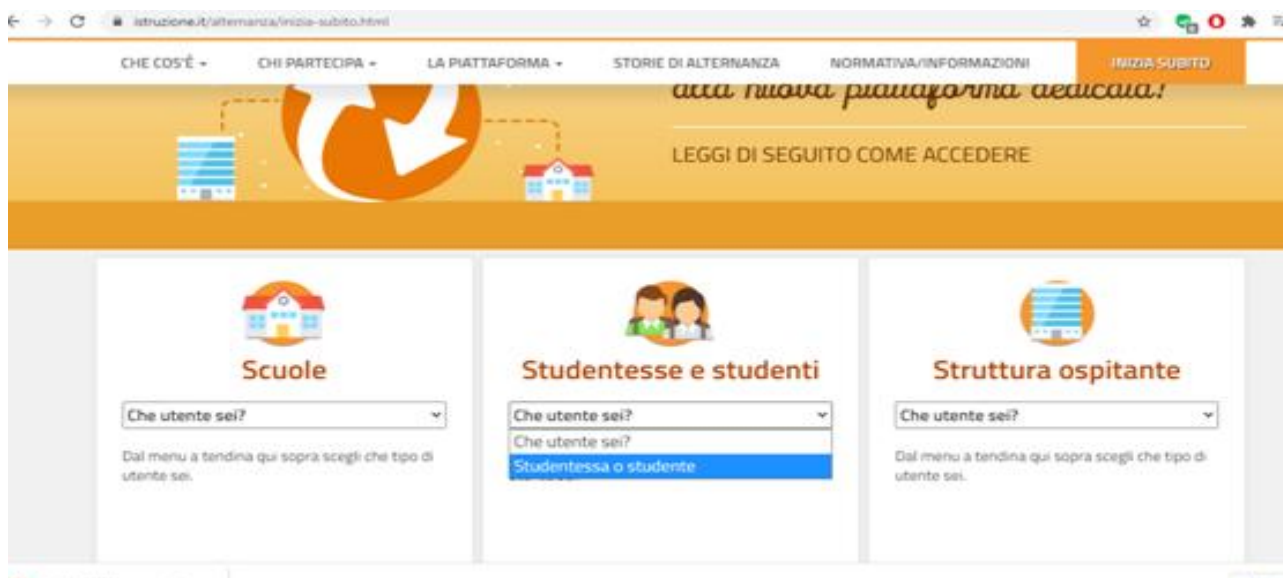 istruzione.it/alternanza/inizia-subito.html
CHE COS'È CHI PARTECIPA LA PIATTAFORMA STORIE DI ALTERNANZA NORMATIVA/INFORMAZIONI INIZIA SUBITO
alla nuova piattaforma dedicata!
LEGGI DI SEGUITO COME ACCEDERE
Scuole
Che utente sei?
Dal menu a tendina qui sopra scegli che tipo di
utente sei.
Studentesse e studenti
Che utente sei?
Che utente sei?
Studentessa o studente
Struttura ospitante
Che utente sei?
Dal menu a tendina qui sopra scegli che tipo di
utente sei.